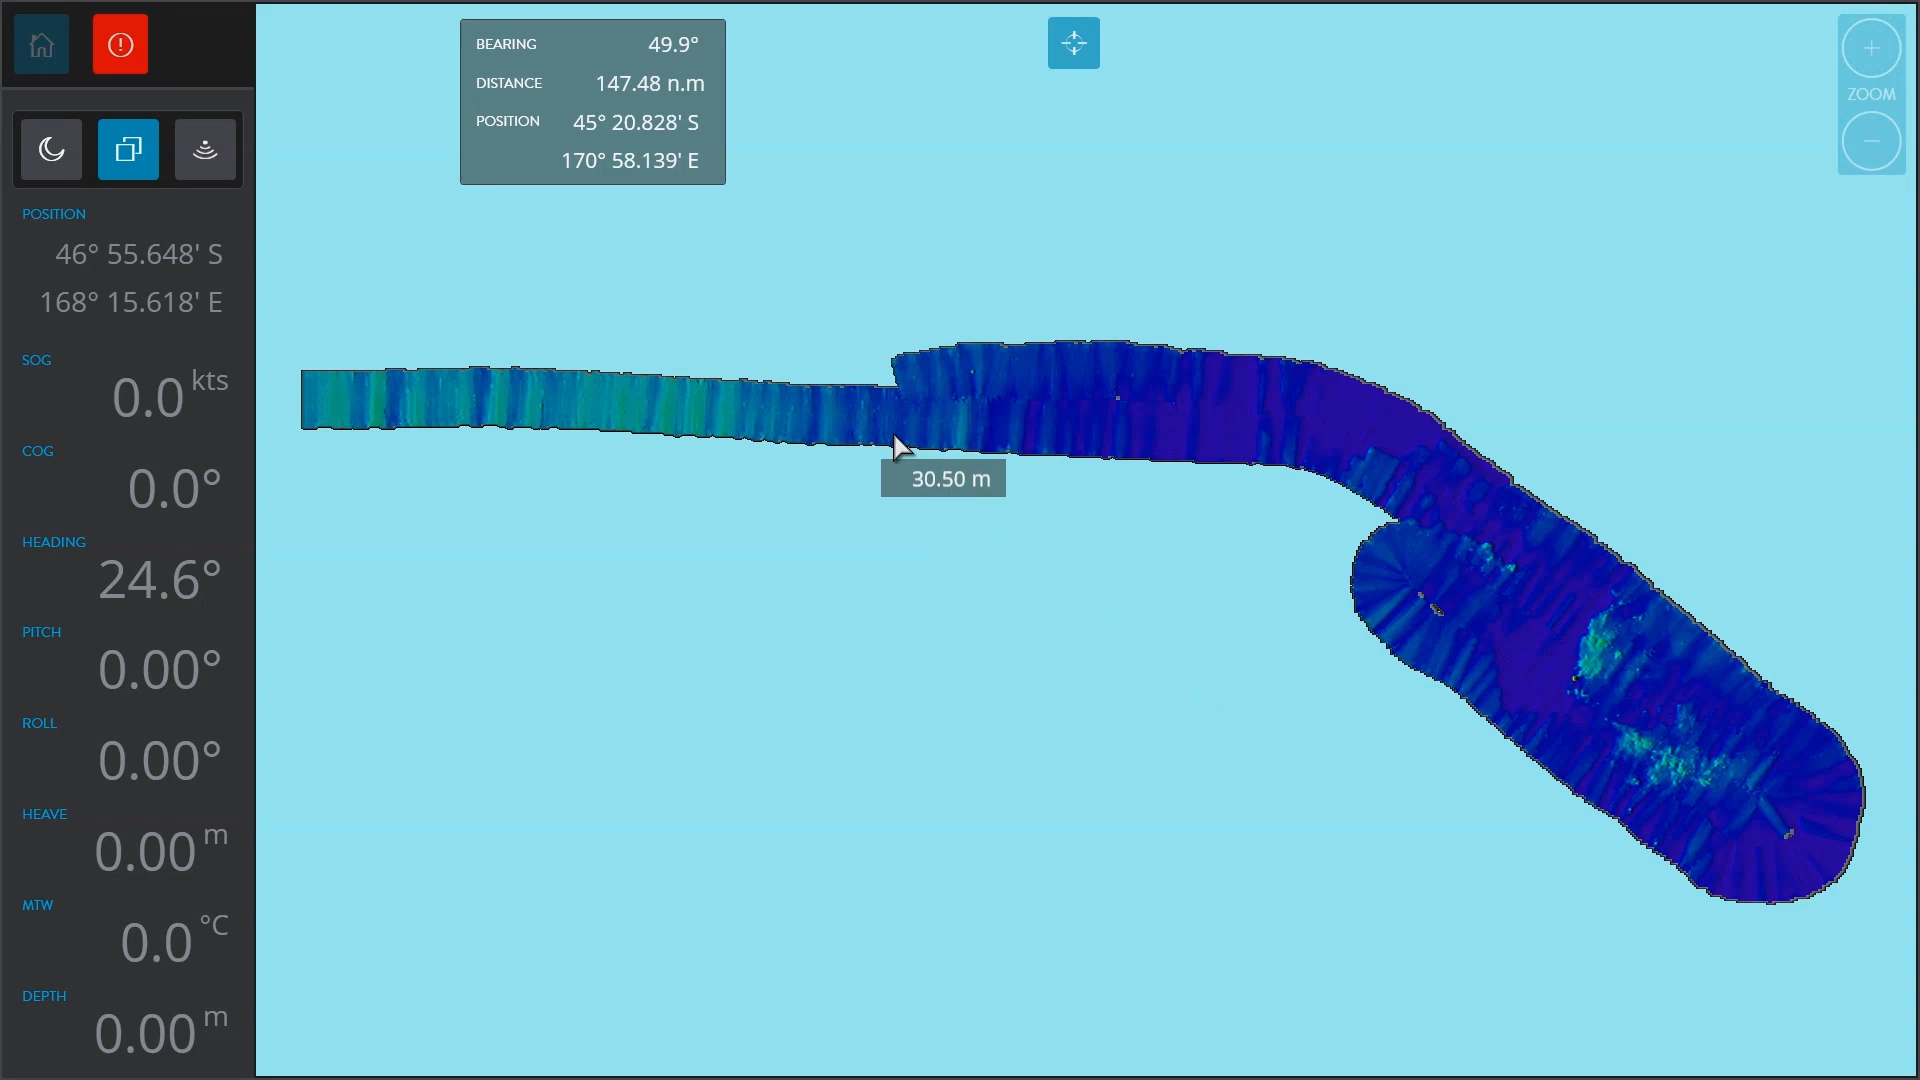 BEARING 49.9°
DISTANCE 147.48 n.m
POSITION 45° 20.828' S
170° 58.139' E
ZOOM
POSITION
46° 55.648' S
168° 15.618' E
SOG
0.0 kts
COG
0.0°
HEADING
24.6°
PITCH
0.00°
ROLL
0.00°
HEAVE
0.00 m
MTW
0.0 °C
DEPTH
0.00 m
30.50 m